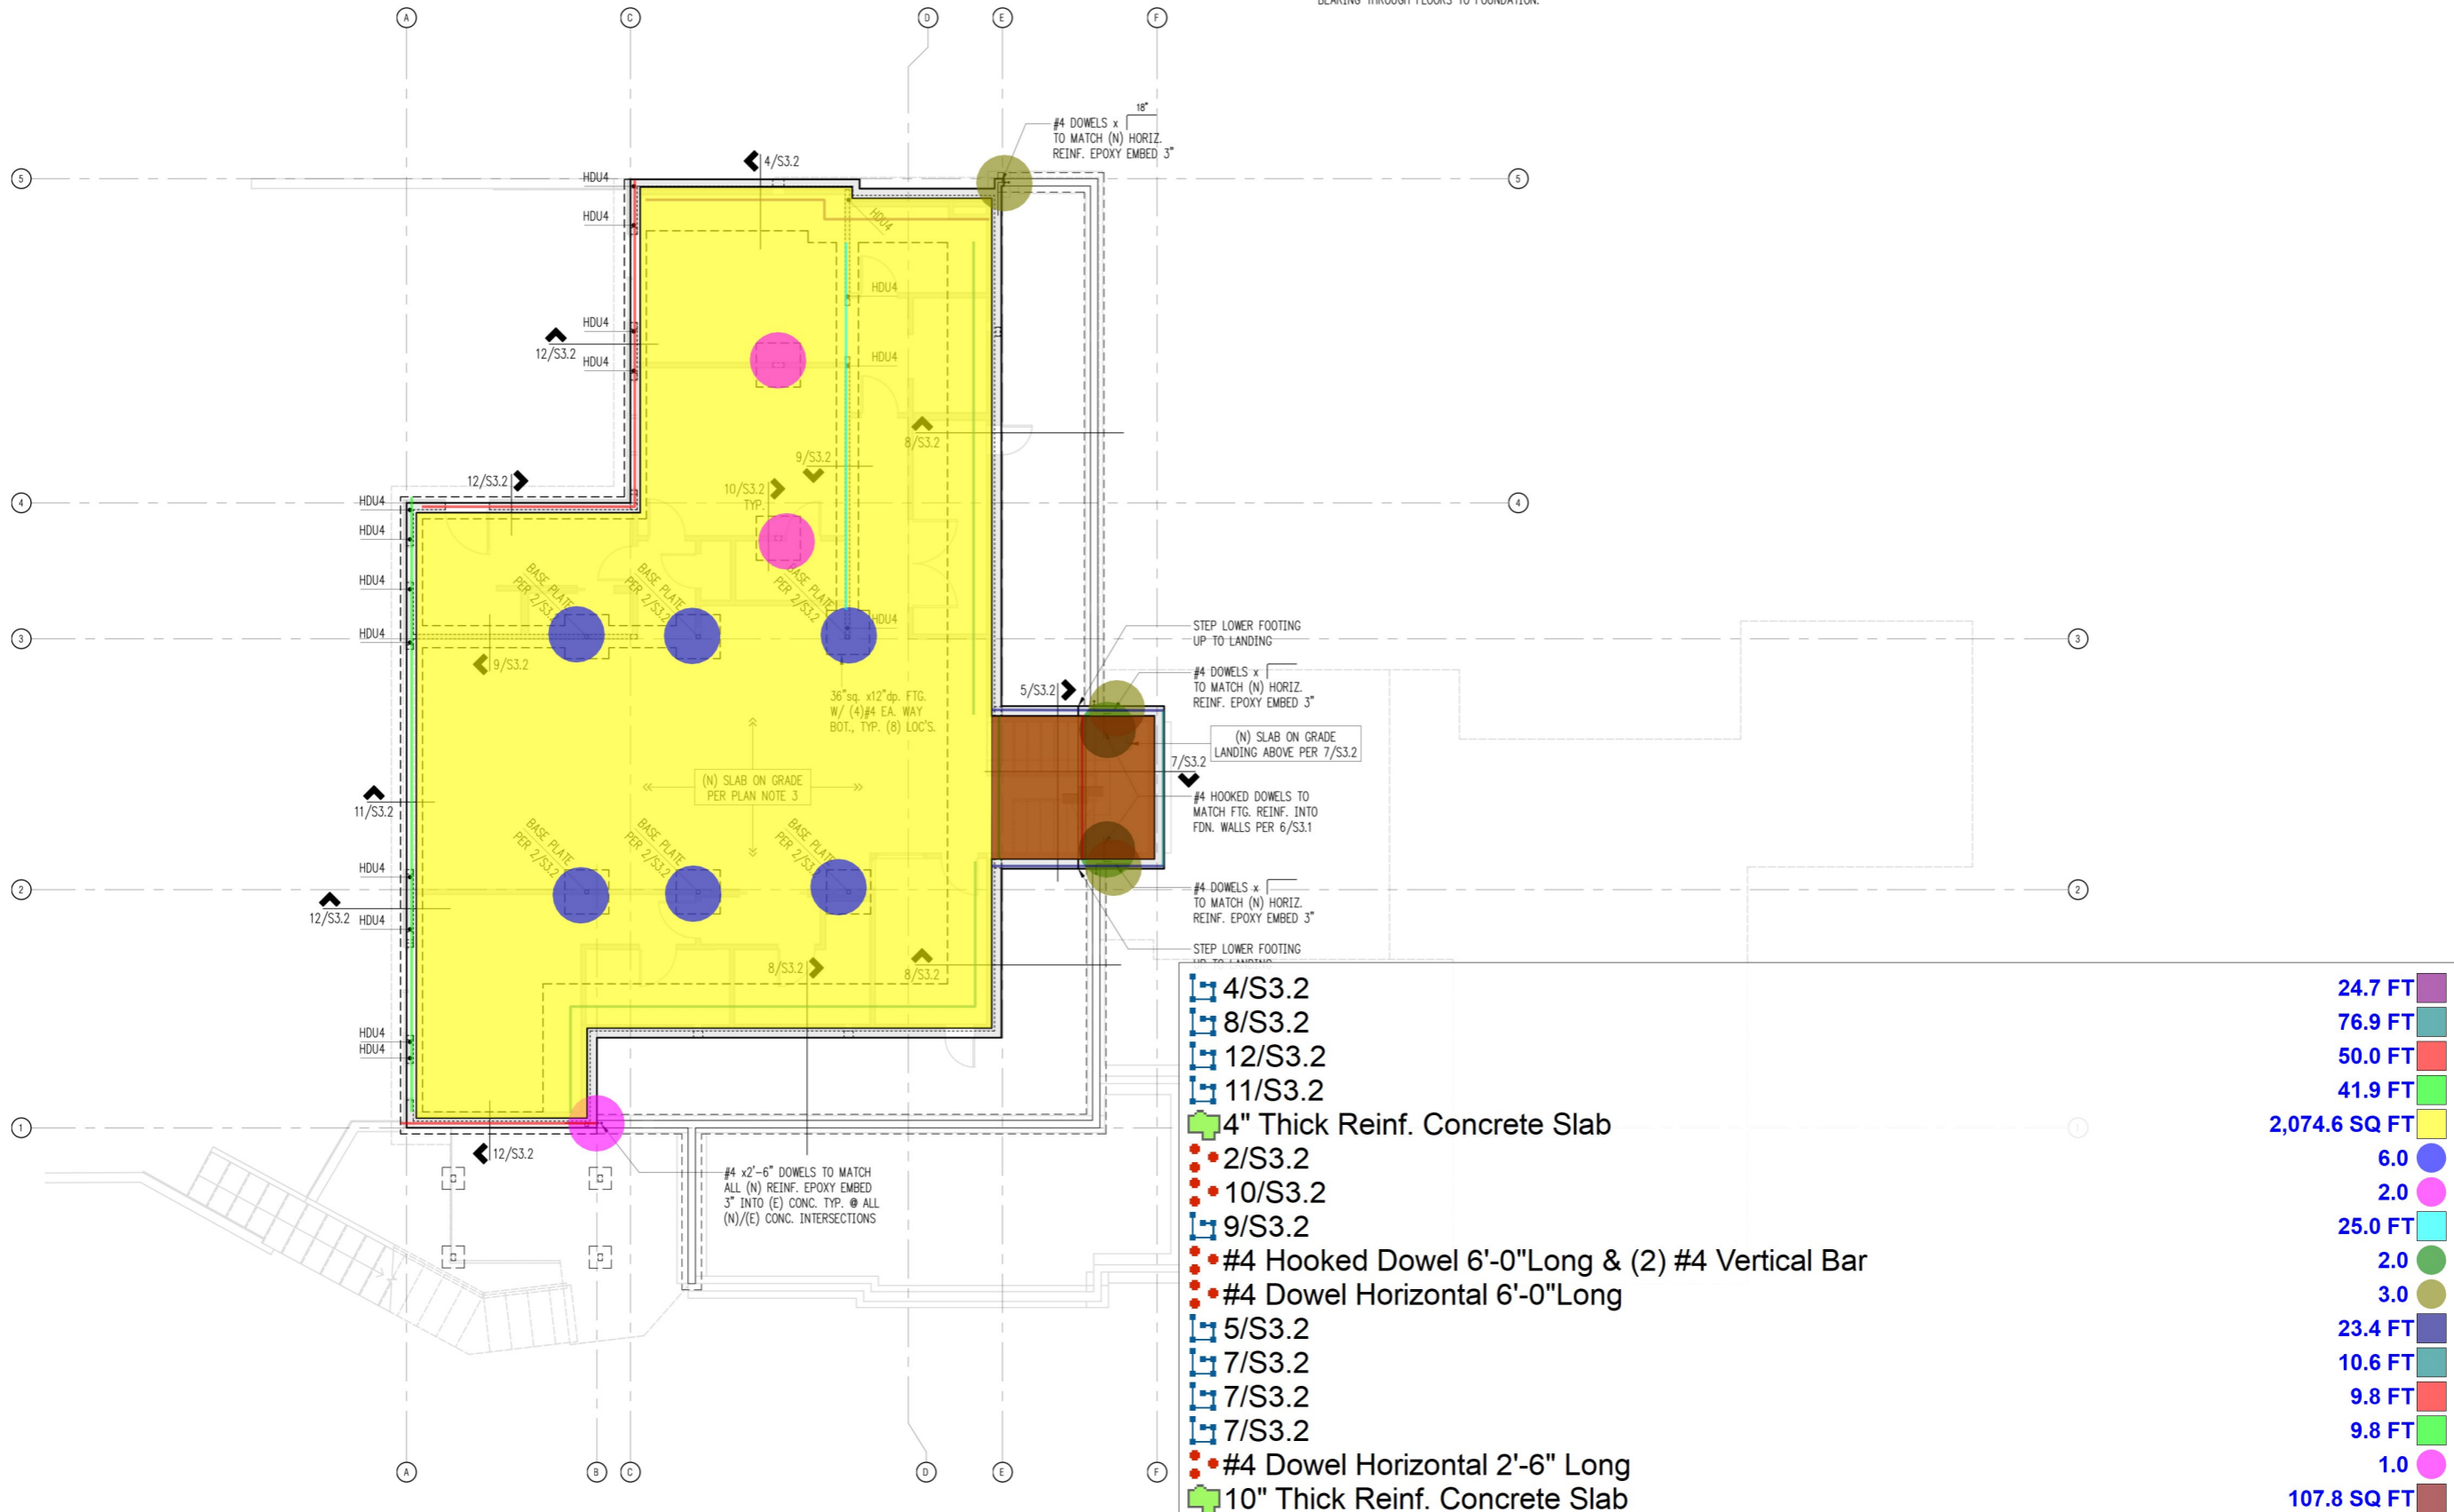 BEARING THROUGH FLOORS TO FOUNDATION.
A
C
D
E
F
18"
#4 DOWELS x
TO MATCH (N) HORIZ.
REINF. EPOXY EMBED 3"
4/S3.2
5
HDU4
5
HDU4
HDU4
HDU4
HDU4
12/S3.2
HDU4
HDU4
8/S3.2
9/S3.2
12/S3.2
10/S3.2
TYP.
4
HDU4
4
HDU4
BASE PLATE
PER 2/S3.2
BASE PLATE
PER 2/S3.2
BASE PLATE
PER 2/S3.2
HDU4
HDU4
HDU4
3
3
STEP LOWER FOOTING
UP TO LANDING
9/S3.2
#4 DOWELS x
TO MATCH (N) HORIZ.
REINF. EPOXY EMBED 3"
36"sq. x12"dp. FTG.
W/ (4)#4 EA. WAY
BOT., TYP. (8) LOC'S.
5/S3.2
(N) SLAB ON GRADE
LANDING ABOVE PER 7/S3.2
7/S3.2
(N) SLAB ON GRADE
PER PLAN NOTE 3
11/S3.2
#4 HOOKED DOWELS TO
MATCH FTG. REINF. INTO
FDN. WALLS PER 6/S3.1
BASE PLATE
PER 2/S3.2
BASE PLATE
PER 2/S3.2
BASE PLATE
PER 2/S3.2
HDU4
2
2
#4 DOWELS x
TO MATCH (N) HORIZ.
REINF. EPOXY EMBED 3"
12/S3.2
HDU4
STEP LOWER FOOTING
UP TO LANDING
8/S3.2
8/S3.2
HDU4
HDU4
1
1
12/S3.2
#4 x2'-6" DOWELS TO MATCH
ALL (N) REINF. EPOXY EMBED
3" INTO (E) CONC. TYP. @ ALL
(N)/(E) CONC. INTERSECTIONS
A
B
C
D
E
F
4/S3.2 24.7 FT
8/S3.2 76.9 FT
12/S3.2 50.0 FT
11/S3.2 41.9 FT
4" Thick Reinf. Concrete Slab 2,074.6 SQ FT
2/S3.2 6.0
10/S3.2 2.0
9/S3.2 25.0 FT
#4 Hooked Dowel 6'-0"Long & (2) #4 Vertical Bar 2.0
#4 Dowel Horizontal 6'-0"Long 3.0
5/S3.2 23.4 FT
7/S3.2 10.6 FT
7/S3.2 9.8 FT
7/S3.2 9.8 FT
#4 Dowel Horizontal 2'-6" Long 1.0
10" Thick Reinf. Concrete Slab 107.8 SQ FT